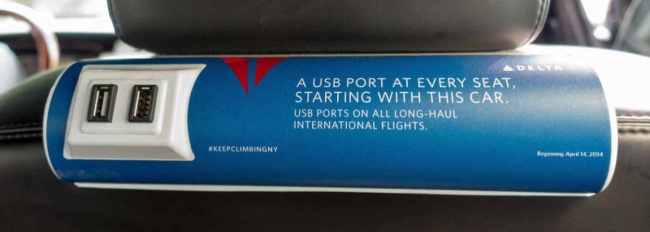 DELTA
A USB PORT AT EVERY SEAT,
STARTING WITH THIS CAR.
USB PORTS ON ALL LONG-HAUL
INTERNATIONAL FLIGHTS.
#KEEPCLIMBINGNY
Beginning April 14, 2014